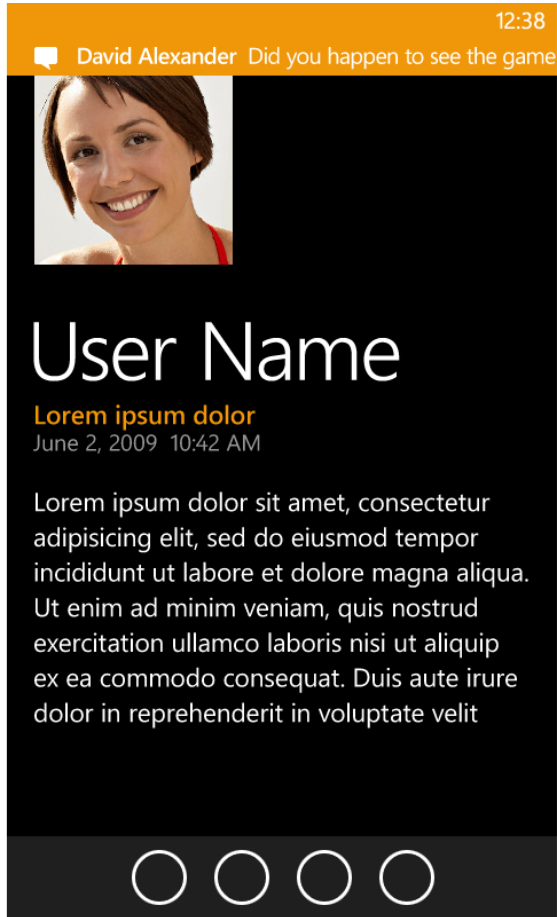 12:38
David Alexander Did you happen to see the game
User Name
Lorem ipsum dolor
June 2, 2009 10:42 AM
Lorem ipsum dolor sit amet, consectetur
adipisicing elit, sed do eiusmod tempor
incididunt ut labore et dolore magna aliqua.
Ut enim ad minim veniam, quis nostrud
exercitation ullamco laboris nisi ut aliquip
ex ea commodo consequat. Duis aute irure
dolor in reprehenderit in voluptate velit